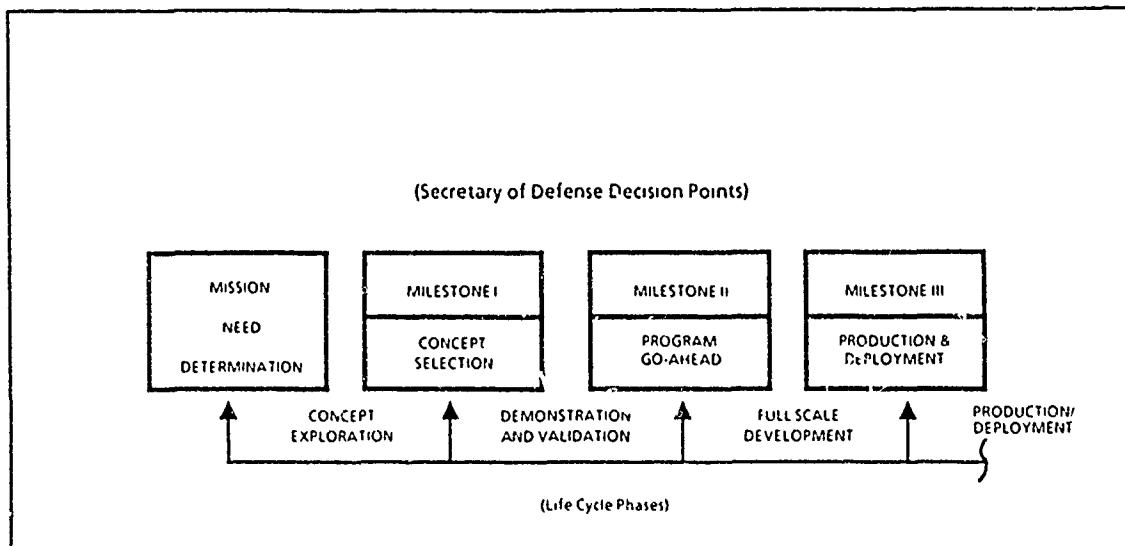 (Secretary of Defense Decision Points)
MISSION
NEED
DETERMINATION
MILESTONE I
CONCEPT
SELECTION
MILESTONE II
PROGRAM
GO-AHEAD
MILESTONE III
PRODUCTION &
DEPLOYMENT
CONCEPT
EXPLORATION
DEMONSTRATION
AND VALIDATION
FULL SCALE
DEVELOPMENT
PRODUCTION/
DEPLOYMENT
(Life Cycle Phases)